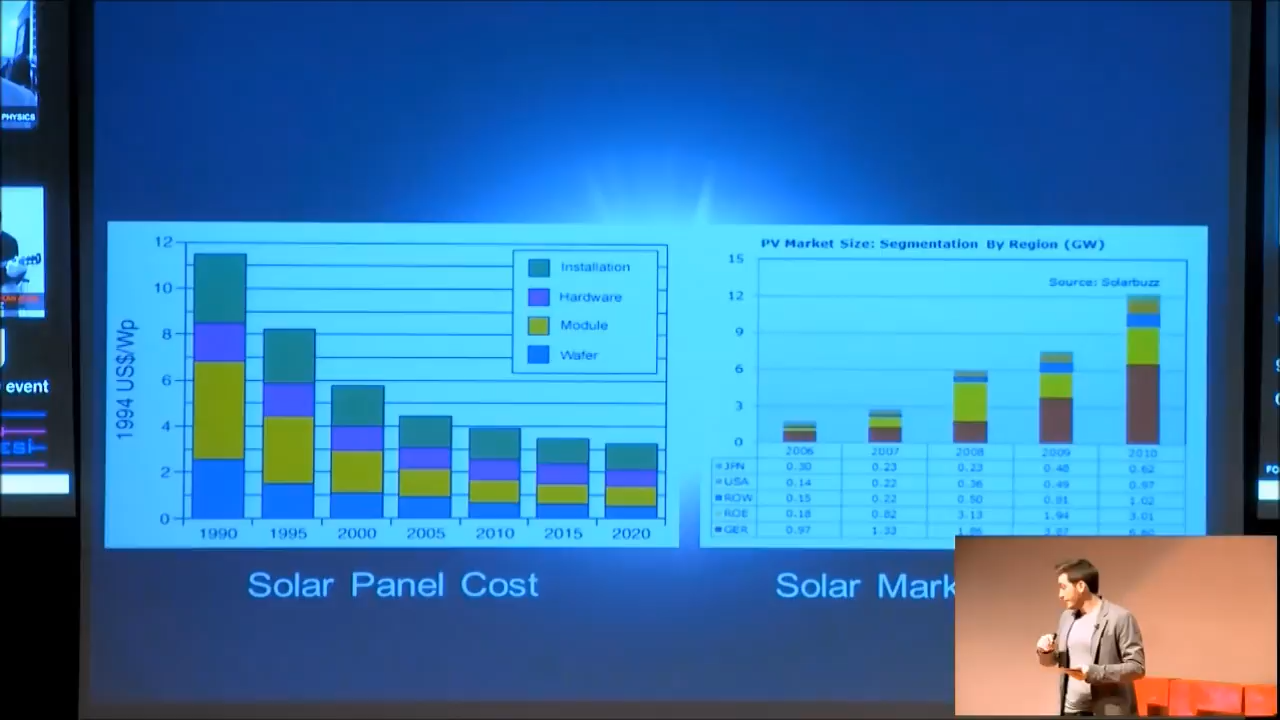 PHYSICS
event
12
10
8
6
4
2
0
1994 US$/Wp
Installation
Hardware
Module
Wafer
1990 1995 2000 2005 2010 2015 2020
Solar Panel Cost
PV Market Size: Segmentation By Region (GW)
Source: Solarbuzz
15
12
9
6
3
0
2006 2007 2008 2009 2010
JPN 0.30 0.23 0.23 0.48 0.62
USA 0.14 0.22 0.36 0.49 0.97
ROW 0.15 0.22 0.50 0.91 1.02
ROE 0.18 0.82 3.13 1.94 3.01
GER 0.97 1.33
Solar Mark